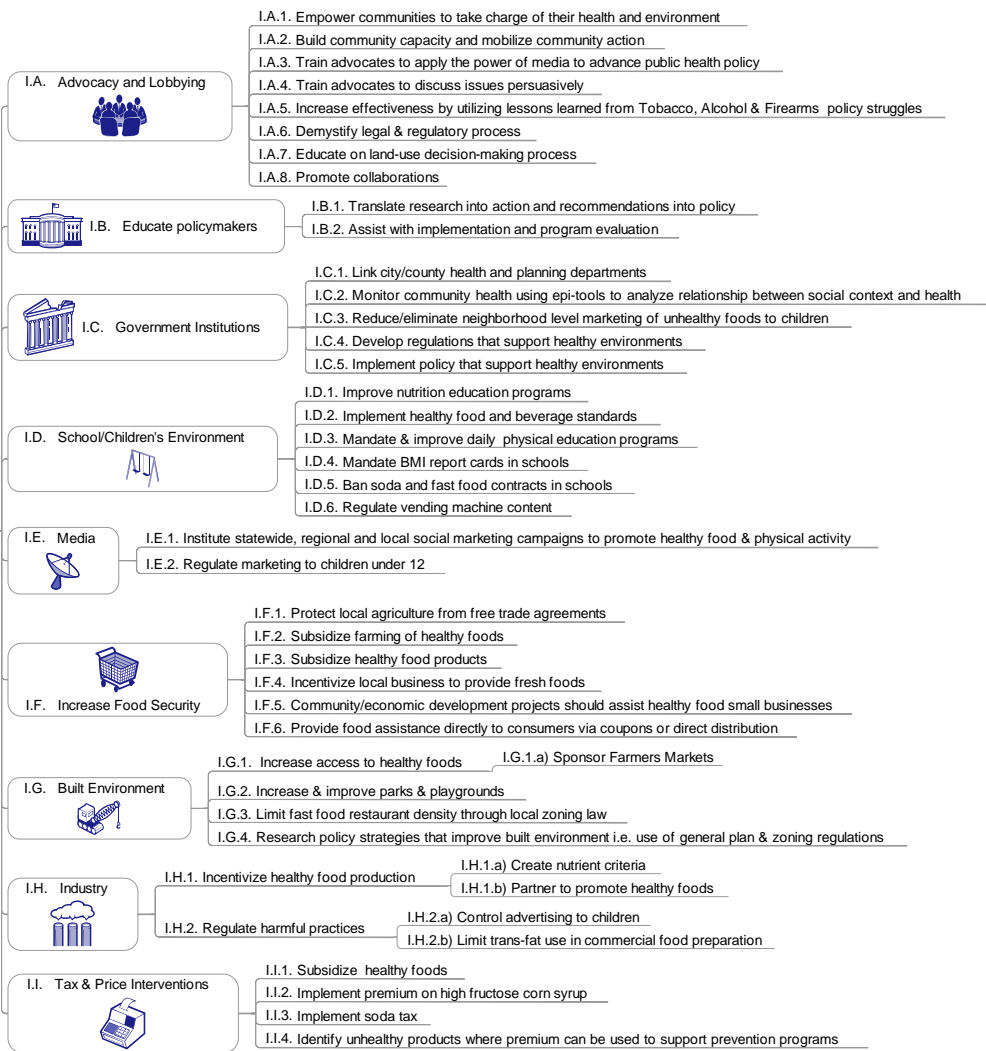 I.A. Advocacy and Lobbying
I.A.1. Empower communities to take charge of their health and environment
I.A.2. Build community capacity and mobilize community action
I.A.3. Train advocates to apply the power of media to advance public health policy
I.A.4. Train advocates to discuss issues persuasively
I.A.5. Increase effectiveness by utilizing lessons learned from Tobacco, Alcohol & Firearms policy struggles
I.A.6. Demystify legal & regulatory process
I.A.7. Educate on land-use decision-making process
I.A.8. Promote collaborations
I.B. Educate policymakers
I.B.1. Translate research into action and recommendations into policy
I.B.2. Assist with implementation and program evaluation
I.C. Government Institutions
I.C.1. Link city/county health and planning departments
I.C.2. Monitor community health using epi-tools to analyze relationship between social context and health
I.C.3. Reduce/eliminate neighborhood level marketing of unhealthy foods to children
I.C.4. Develop regulations that support healthy environments
I.C.5. Implement policy that support healthy environments
I.D. School/Children's Environment
I.D.1. Improve nutrition education programs
I.D.2. Implement healthy food and beverage standards
I.D.3. Mandate & improve daily physical education programs
I.D.4. Mandate BMI report cards in schools
I.D.5. Ban soda and fast food contracts in schools
I.D.6. Regulate vending machine content
I.E. Media
I.E.1. Institute statewide, regional and local social marketing campaigns to promote healthy food & physical activity
I.E.2. Regulate marketing to children under 12
I.F. Increase Food Security
I.F.1. Protect local agriculture from free trade agreements
I.F.2. Subsidize farming of healthy foods
I.F.3. Subsidize healthy food products
I.F.4. Incentivize local business to provide fresh foods
I.F.5. Community/economic development projects should assist healthy food small businesses
I.F.6. Provide food assistance directly to consumers via coupons or direct distribution
I.G. Built Environment
I.G.1. Increase access to healthy foods
I.G.1.a) Sponsor Farmers Markets
I.G.2. Increase & improve parks & playgrounds
I.G.3. Limit fast food restaurant density through local zoning law
I.G.4. Research policy strategies that improve built environment i.e. use of general plan & zoning regulations
I.H. Industry
I.H.1. Incentivize healthy food production
I.H.1.a) Create nutrient criteria
I.H.1.b) Partner to promote healthy foods
I.H.2. Regulate harmful practices
I.H.2.a) Control advertising to children
I.H.2.b) Limit trans-fat use in commercial food preparation
I.I. Tax & Price Interventions
I.I.1. Subsidize healthy foods
I.I.2. Implement premium on high fructose corn syrup
I.I.3. Implement soda tax
I.I.4. Identify unhealthy products where premium can be used to support prevention programs